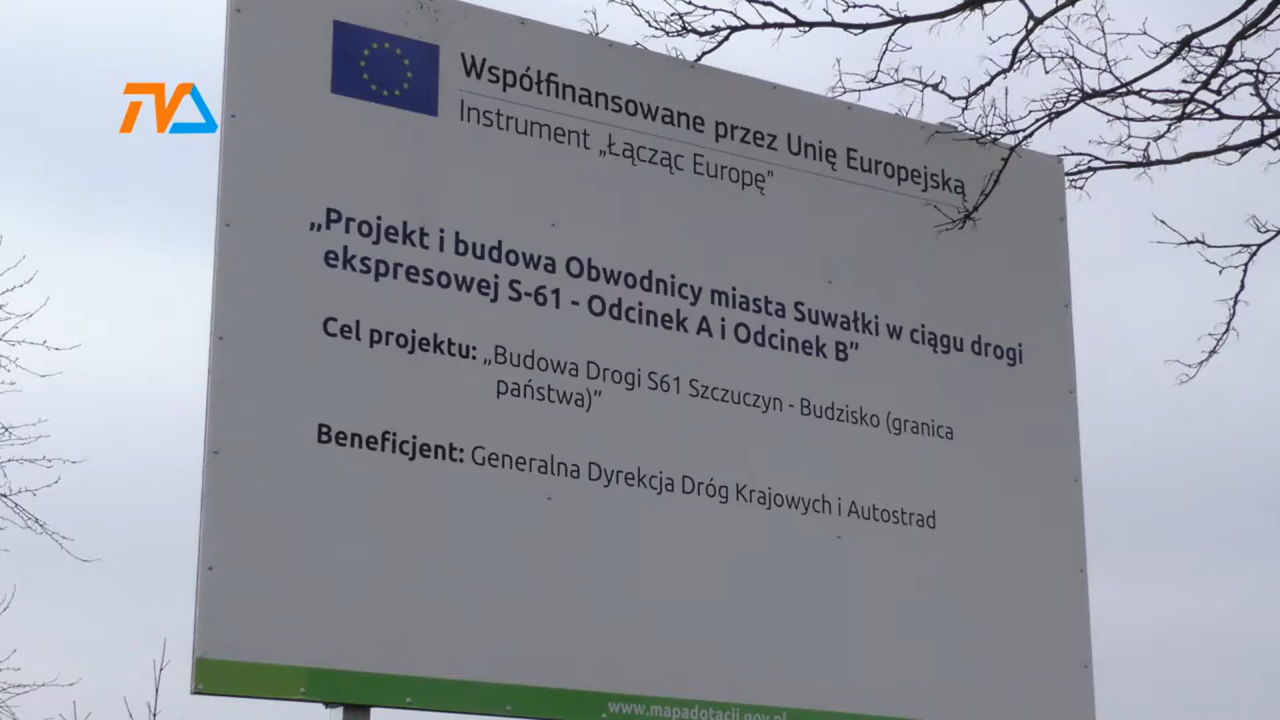 TVA
Współfinansowane przez Unię Europejską
Instrument „Łącząc Europę”
„Projekt i budowa Obwodnicy miasta Suwałki w ciągu drogi
ekspresowej S-61 - Odcinek A i Odcinek B”
Cel projektu: „Budowa Drogi S61 Szczuczyn - Budzisko (granica
państwa)”
Beneficjent: Generalna Dyrekcja Dróg Krajowych i Autostrad
www.mapadotacji.gov.pl